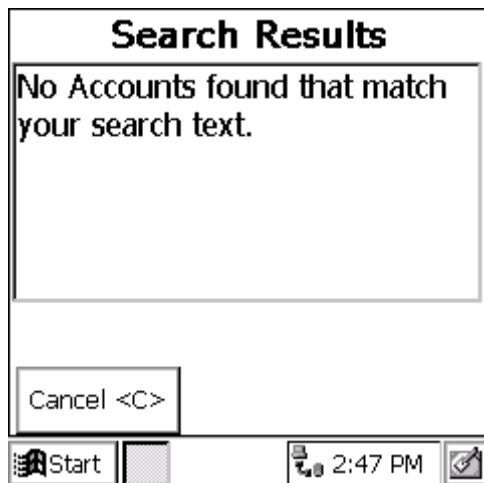 Search Results
No Accounts found that match
your search text.
Cancel <C>
Start
2:47 PM